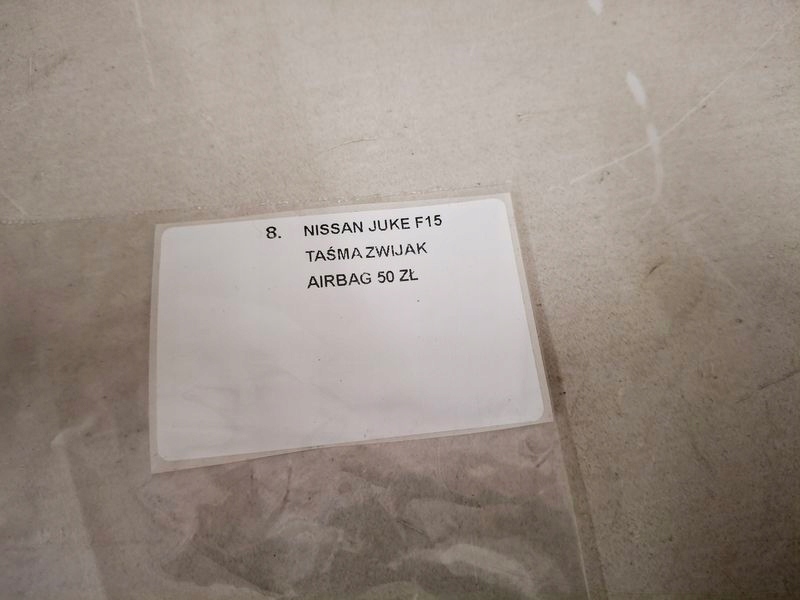 8. NISSAN JUKE F15
TAŚMA ZWIJAK
AIRBAG 50 ZŁ